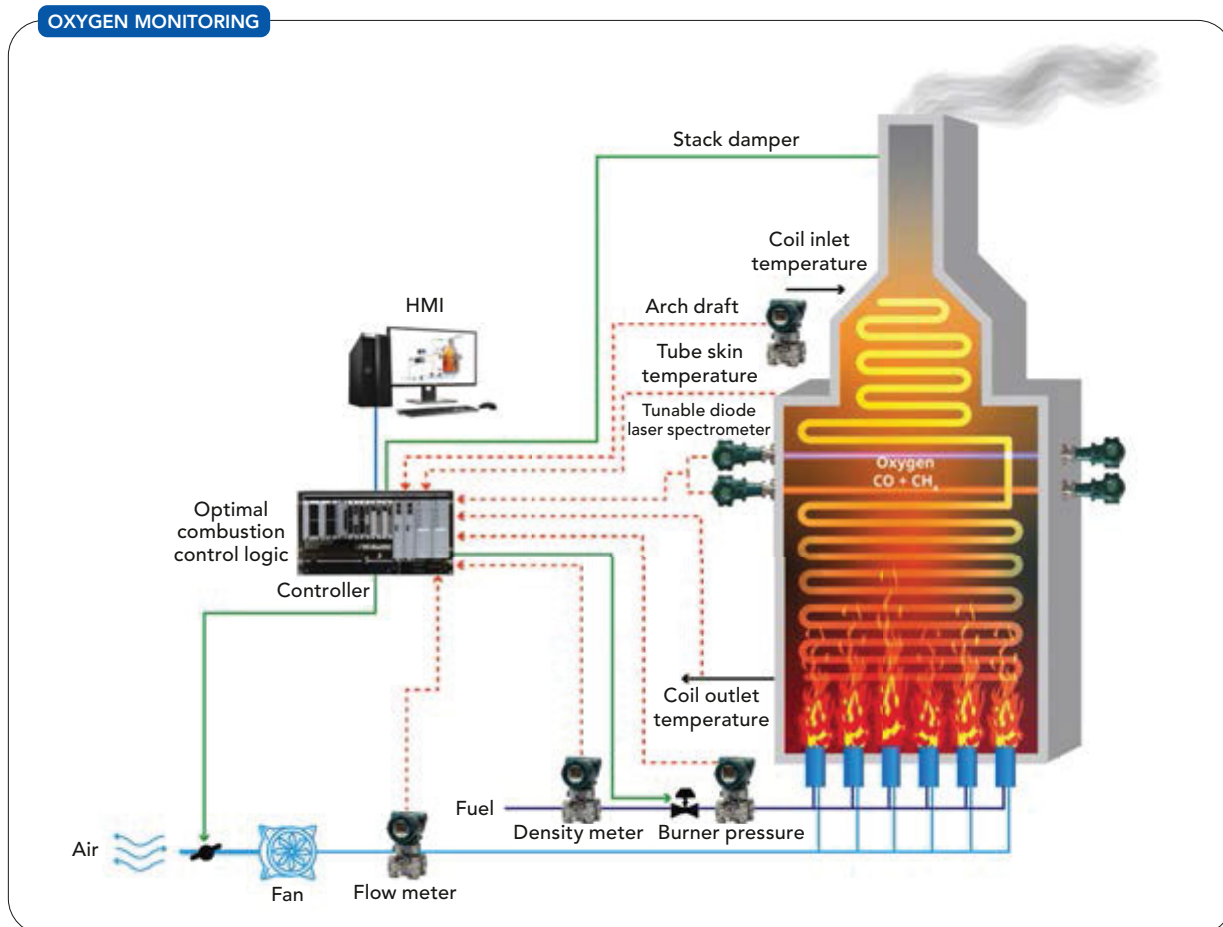 OXYGEN MONITORING
Stack damper
Coil inlet
temperature
HMI
Arch draft
Tube skin
temperature
Tunable diode
laser spectrometer
Oxygen
CO + CH₄
Optimal
combustion
control logic
Controller
Coil outlet
temperature
Fuel
Density meter
Burner pressure
Air
Fan
Flow meter